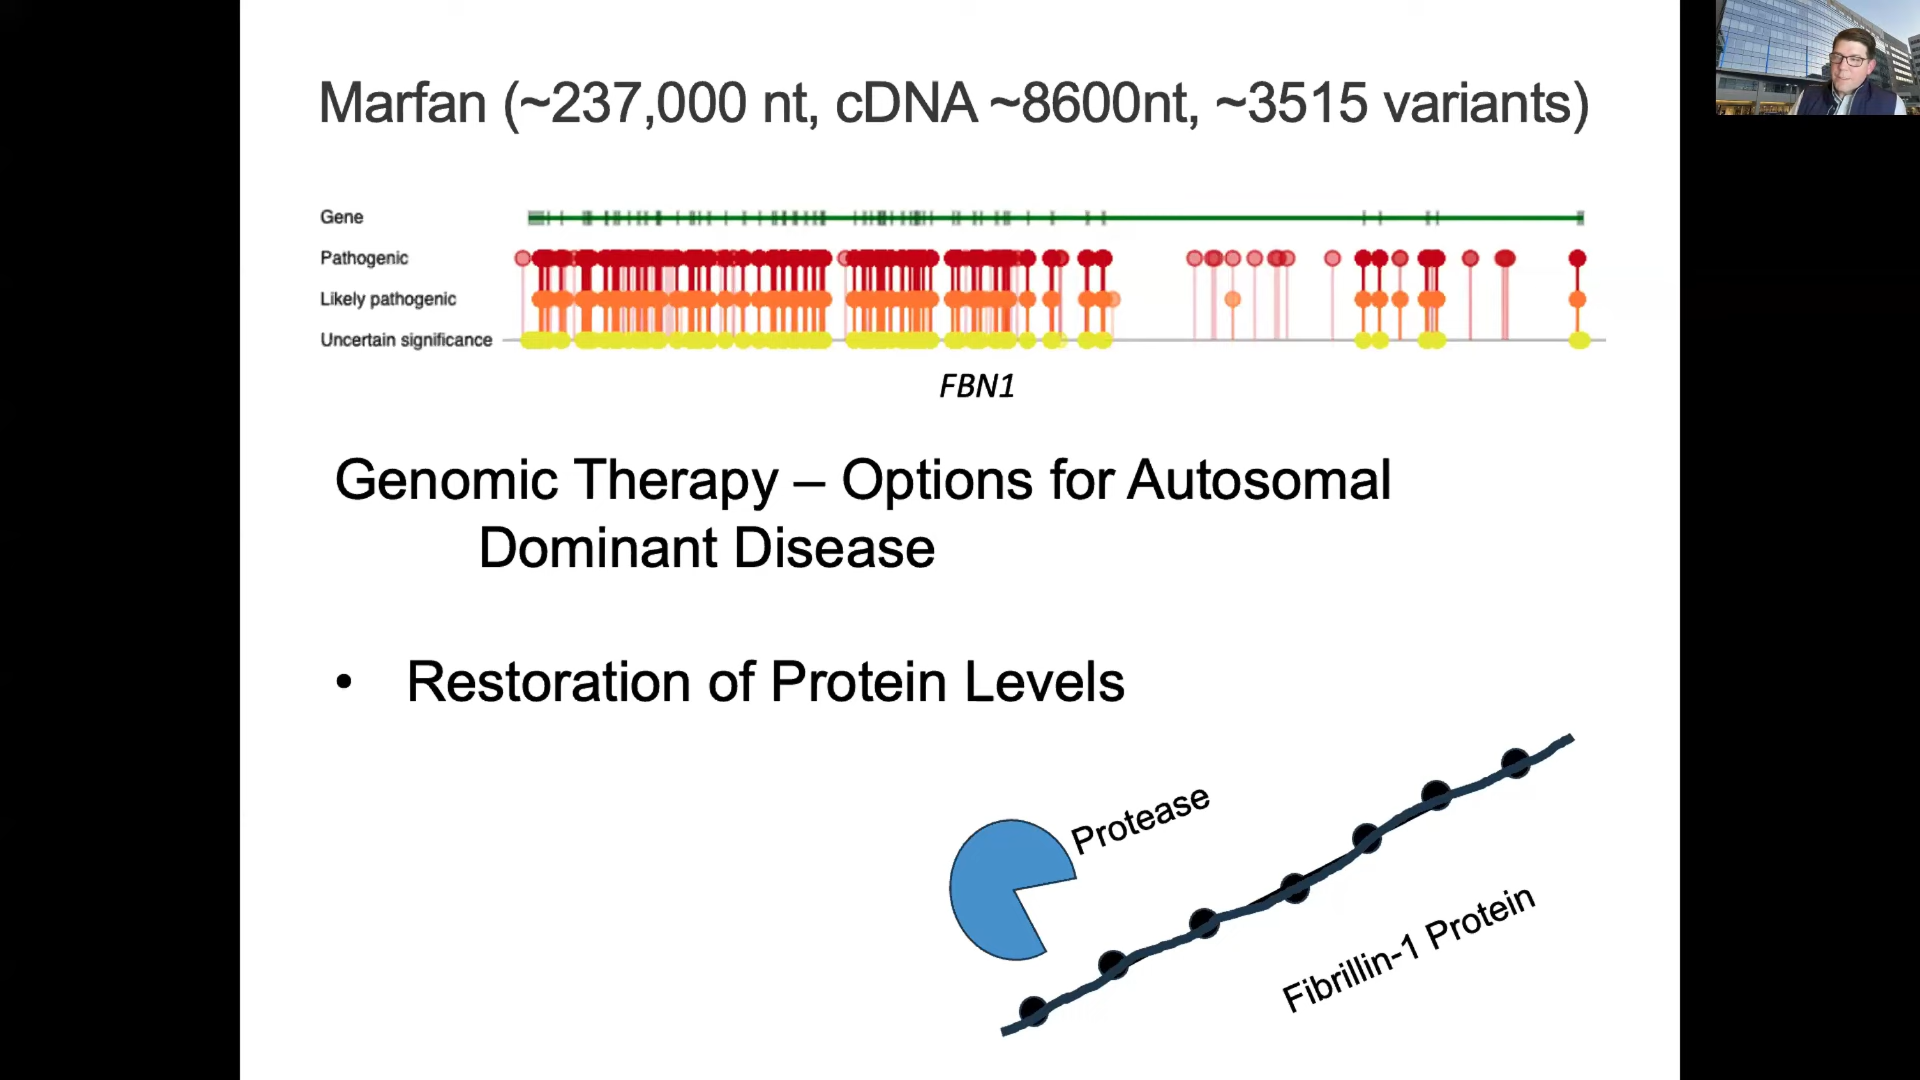 Marfan (~237,000 nt, cDNA ~8600nt, ~3515 variants)
Gene
Pathogenic
Likely pathogenic
Uncertain significance
FBN1
Genomic Therapy – Options for Autosomal
Dominant Disease
• Restoration of Protein Levels
Protease
Fibrillin-1 Protein